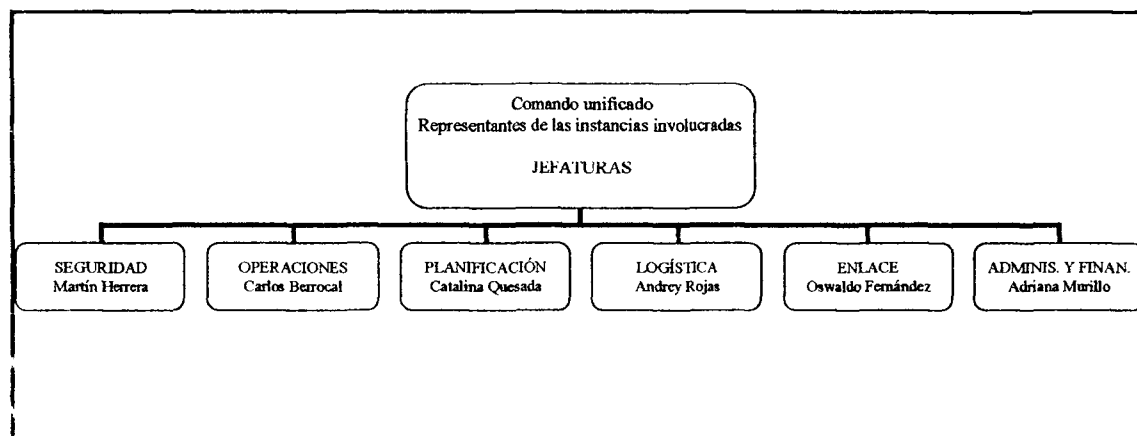 Comando unificado
Representantes de las instancias involucradas
JEFATURAS
SEGURIDAD
Martín Herrera
OPERACIONES
Carlos Berrocal
PLANIFICACIÓN
Catalina Quesada
LOGÍSTICA
Andrey Rojas
ENLACE
Oswaldo Fernández
ADMINIS. Y FINAN.
Adriana Murillo